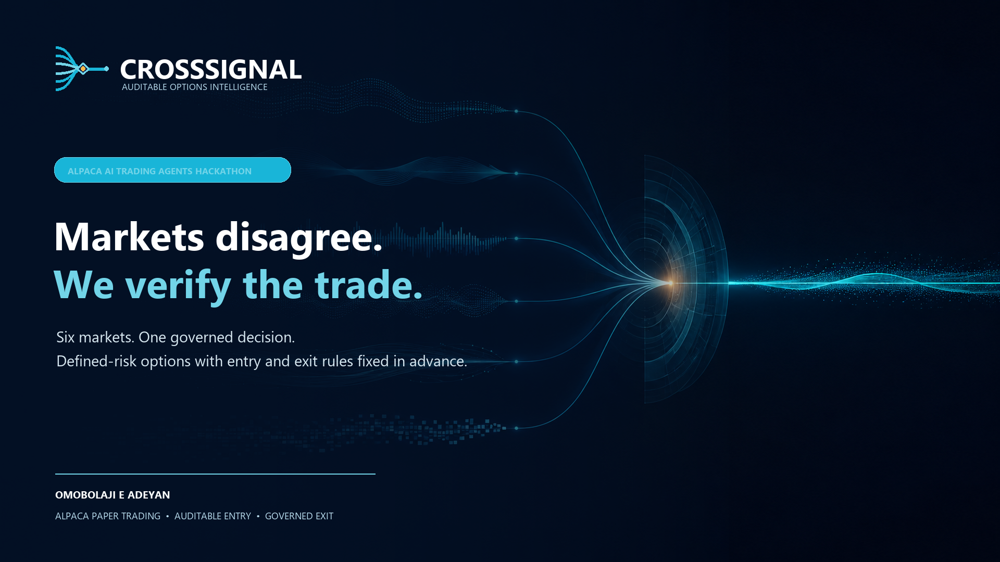 CROSSSIGNAL
AUDITABLE OPTIONS INTELLIGENCE
ALPACA AI TRADING AGENTS HACKATHON
Markets disagree.
We verify the trade.
Six markets. One governed decision.
Defined-risk options with entry and exit rules fixed in advance.
OMOBOLAJI E ADEYAN
ALPACA PAPER TRADING • AUDITABLE ENTRY • GOVERNED EXIT